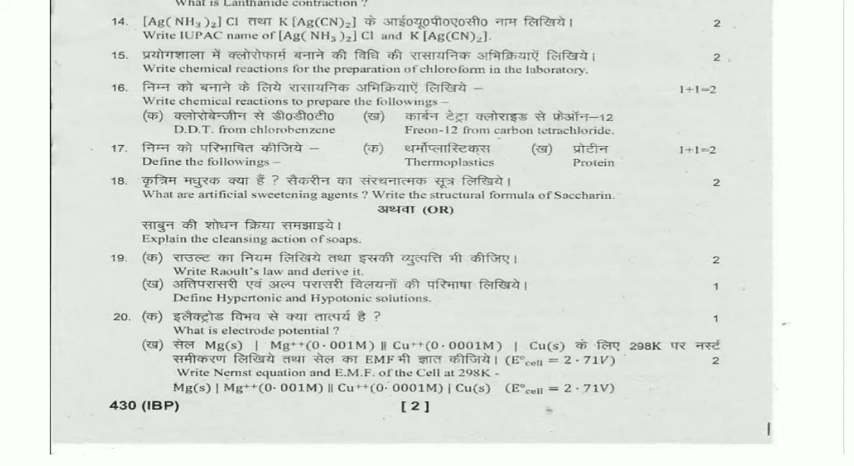 What is Lanthanide contraction ?
14. [Ag( NH₃ )₂] Cl तथा K [Ag(CN)₂] के आई०यू०पी०ए०सी० नाम लिखिये। 2
Write IUPAC name of [Ag( NH₃ )₂] Cl and K [Ag(CN)₂].
15. प्रयोगशाला में क्लोरोफार्म बनाने की विधि की रासायनिक अभिक्रियाएँ लिखिये। 2
Write chemical reactions for the preparation of chloroform in the laboratory.
16. निम्न को बनाने के लिये रासायनिक अभिक्रियाएँ लिखिये – 1+1=2
Write chemical reactions to prepare the followings –
(क) क्लोरोबेन्जीन से डी0डी0टी0 (ख) कार्बन टेट्रा क्लोराइड से फ्रेऑन–12
D.D.T. from chlorobenzene Freon-12 from carbon tetrachloride.
17. निम्न को परिभाषित कीजिये – (क) थर्मोप्लास्टिक्स (ख) प्रोटीन 1+1=2
Define the followings – Thermoplastics Protein
18. कृत्रिम मधुरक क्या हैं ? सैकरीन का संरचनात्मक सूत्र लिखिये। 2
What are artificial sweetening agents ? Write the structural formula of Saccharin.
अथवा (OR)
साबुन की शोधन क्रिया समझाइये।
Explain the cleansing action of soaps.
19. (क) राउल्ट का नियम लिखिये तथा इसकी व्युत्पत्ति भी कीजिए। 2
Write Raoult's law and derive it.
(ख) अतिपरासरी एवं अल्प परासरी विलयनों की परिभाषा लिखिये। 1
Define Hypertonic and Hypotonic solutions.
20. (क) इलैक्ट्रोड विभव से क्या तात्पर्य है ? 1
What is electrode potential ?
(ख) सेल Mg(s) | Mg⁺⁺(0·001M) || Cu⁺⁺(0·0001M) | Cu(s) के लिए 298K पर नर्स्ट
समीकरण लिखिये तथा सेल का EMF भी ज्ञात कीजिये। (E°cell = 2·71V) 2
Write Nernst equation and E.M.F. of the Cell at 298K -
Mg(s) | Mg⁺⁺(0·001M) || Cu⁺⁺(0·0001M) | Cu(s) (E°cell = 2·71V)
430 (IBP) [ 2 ]